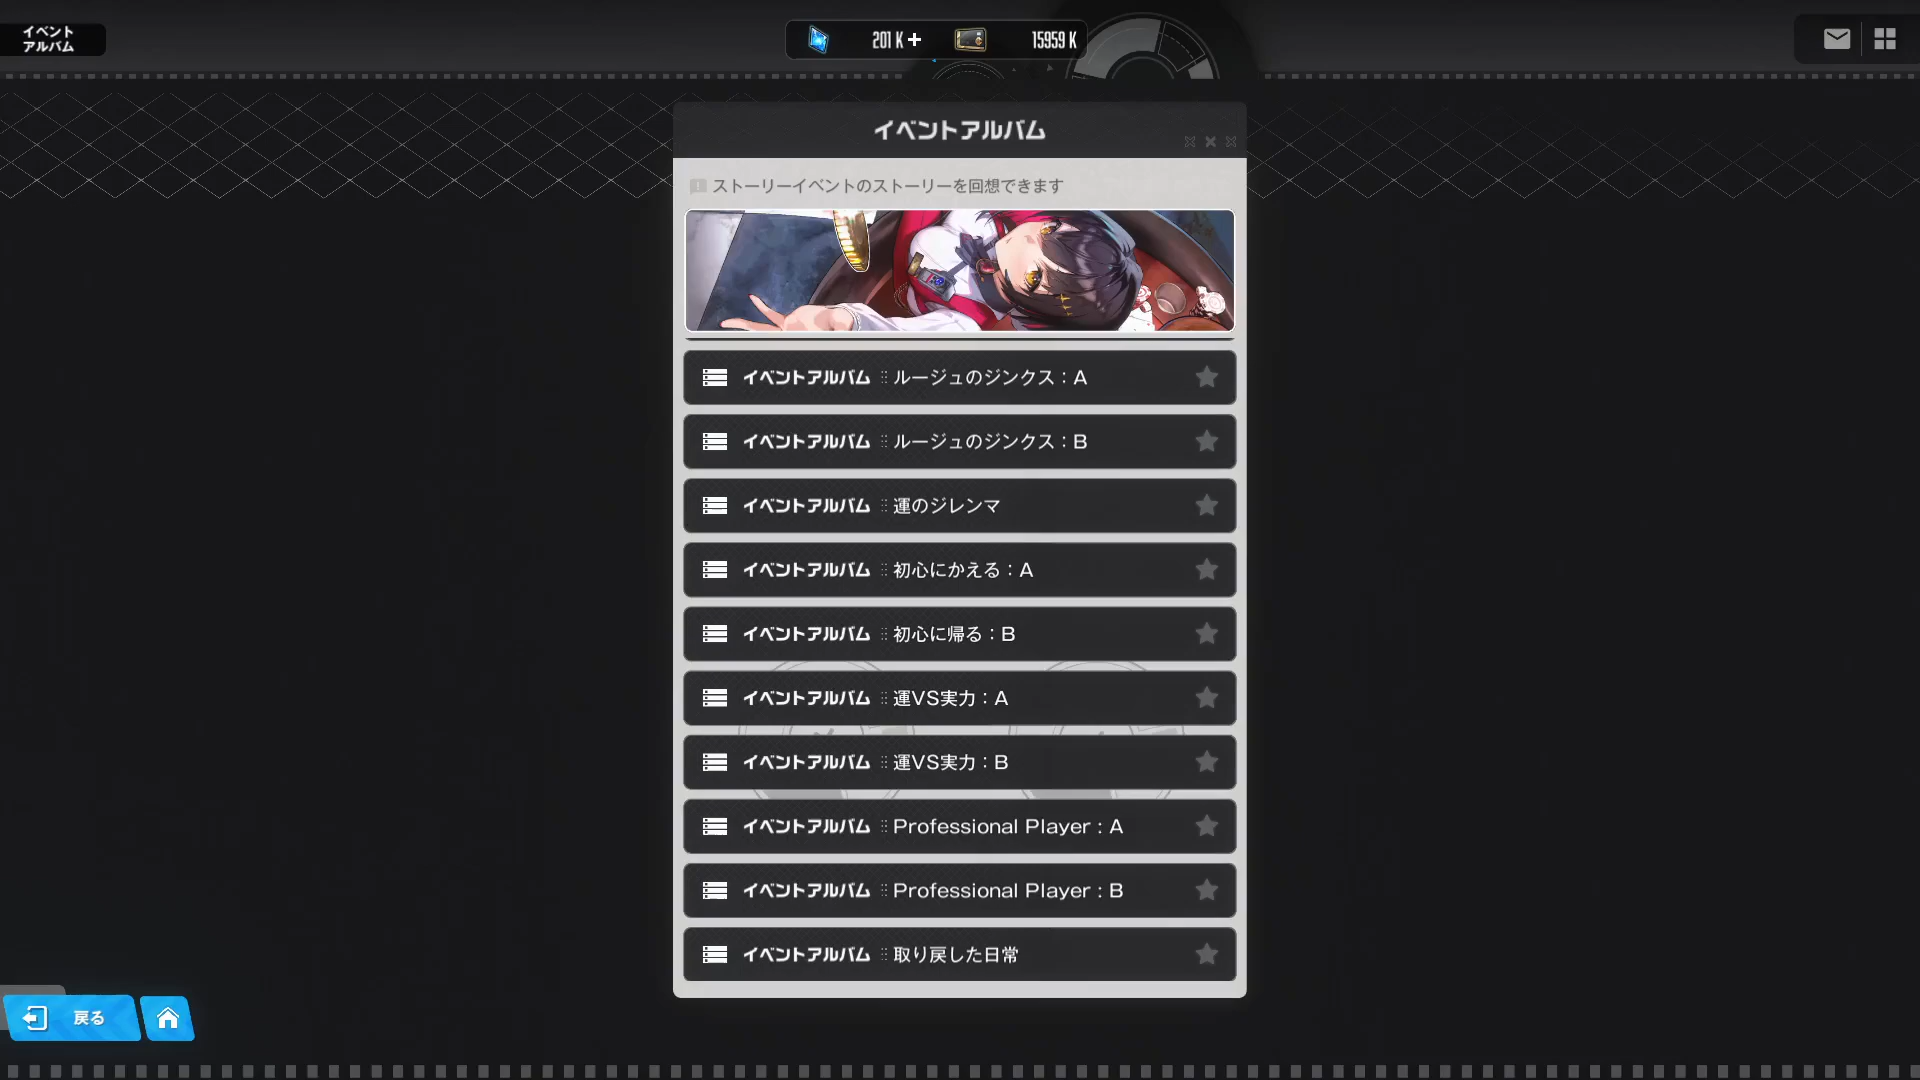 イベント
アルバム
201 K+
15959 K
イベントアルバム
ストーリーイベントのストーリーを回想できます
イベントアルバム :: ルージュのジンクス：A
イベントアルバム :: ルージュのジンクス：B
イベントアルバム :: 運のジレンマ
イベントアルバム :: 初心にかえる：A
イベントアルバム :: 初心に帰る：B
イベントアルバム :: 運VS実力：A
イベントアルバム :: 運VS実力：B
イベントアルバム :: Professional Player : A
イベントアルバム :: Professional Player : B
イベントアルバム :: 取り戻した日常
戻る